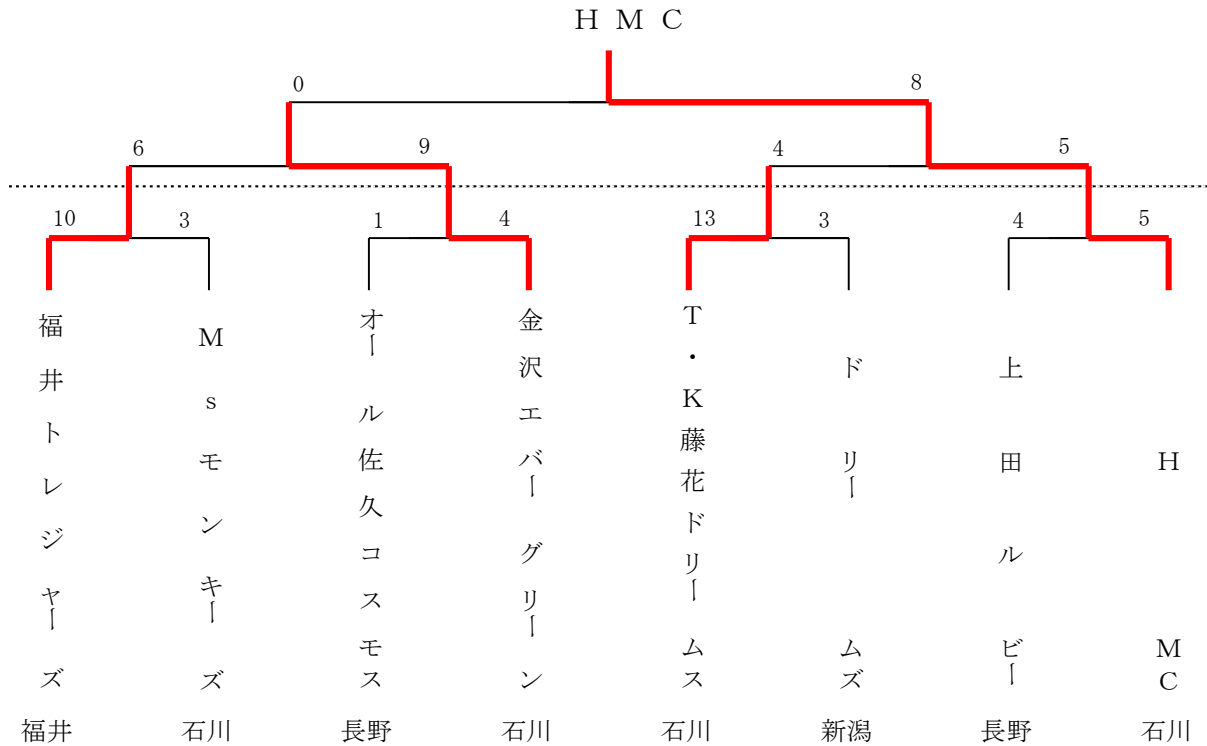 HMC
0 8
6 9 4 5
10 3 1 4 13 3 4 5
福井トレジャーズ
Msモンキーズ
オール佐久コスモス
金沢エバーグリーン
T・K藤花ドリームス
ドリームズ
上田ルビー
HMC
福井 石川 長野 石川 石川 新潟 長野 石川